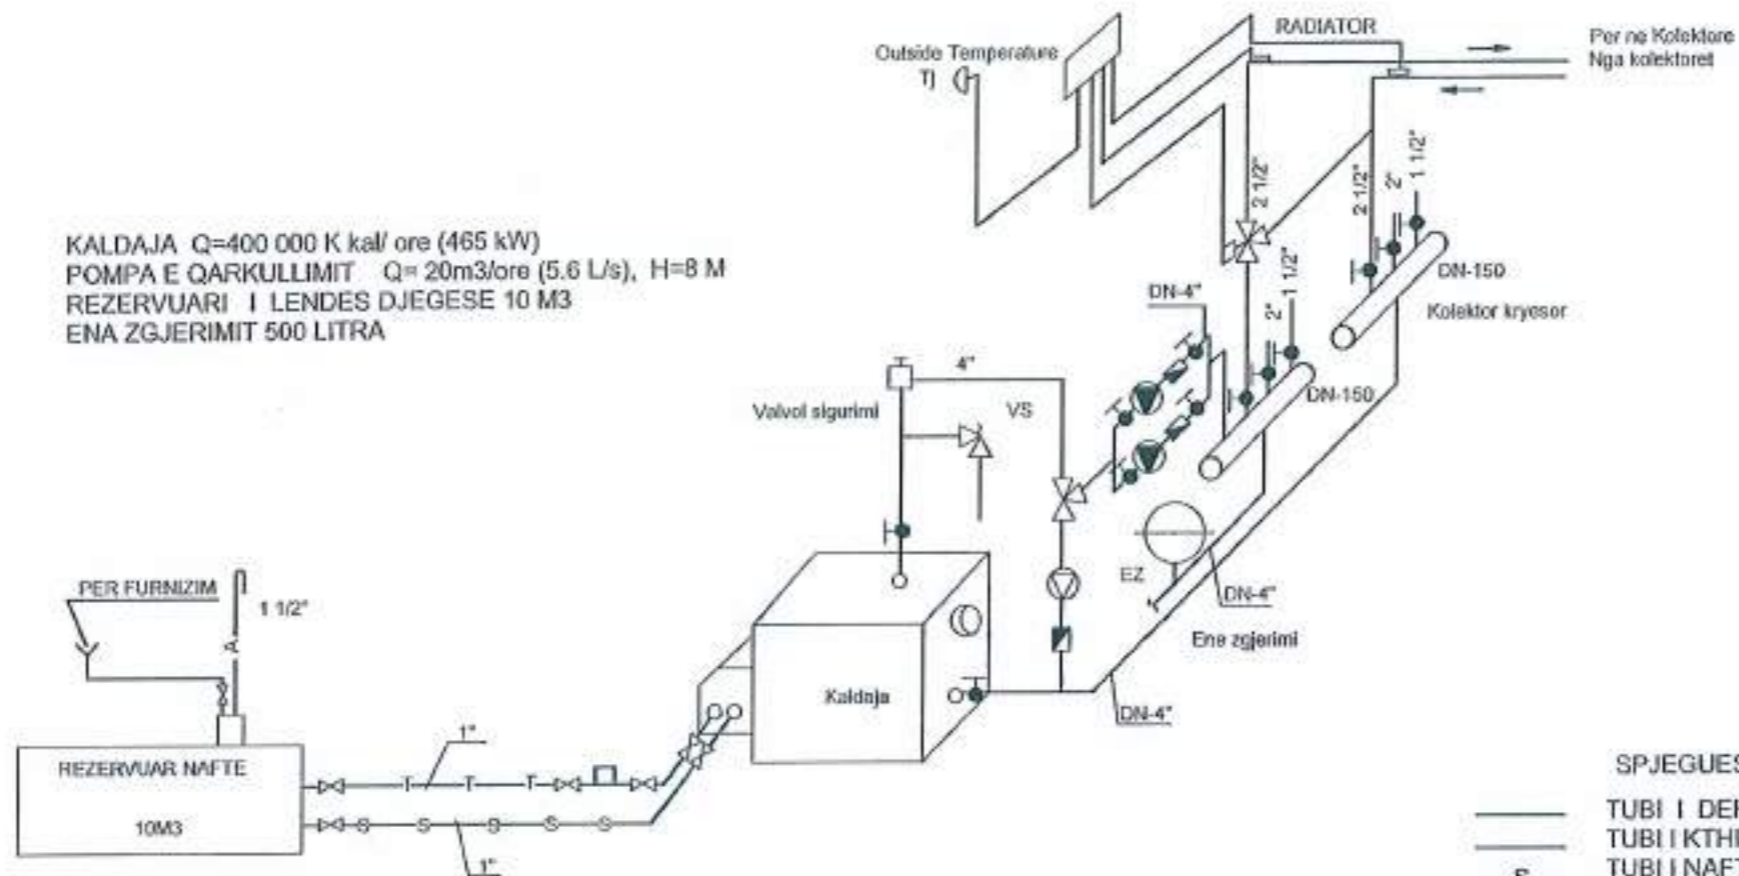 Outside Temperature
TJ
RADIATOR
Per ne Kolektore
Nga kolektoret
KALDAJA Q=400 000 K kal/ ore (465 kW)
POMPA E QARKULLIMIT Q= 20m3/ore (5.6 L/s), H=8 M
REZERVUARI I LENDES DJEGESE 10 M3
ENA ZGJERIMIT 500 LITRA
2 1/2"
2 1/2"
2"
1 1/2"
DN-150
Kolektor kryesor
DN-4"
2"
1 1/2"
DN-150
4"
Valvol sigurimi
VS
EZ
DN-4"
Ene zgjerimi
DN-4"
PER FURNIZIM
1 1/2"
A
Kaldaja
REZERVUAR NAFTE
10M3
1"
T T T
S S S S S
1"
SPJEGUES
TUBI I DER
TUBI I KTHI
S TUBI I NAFT